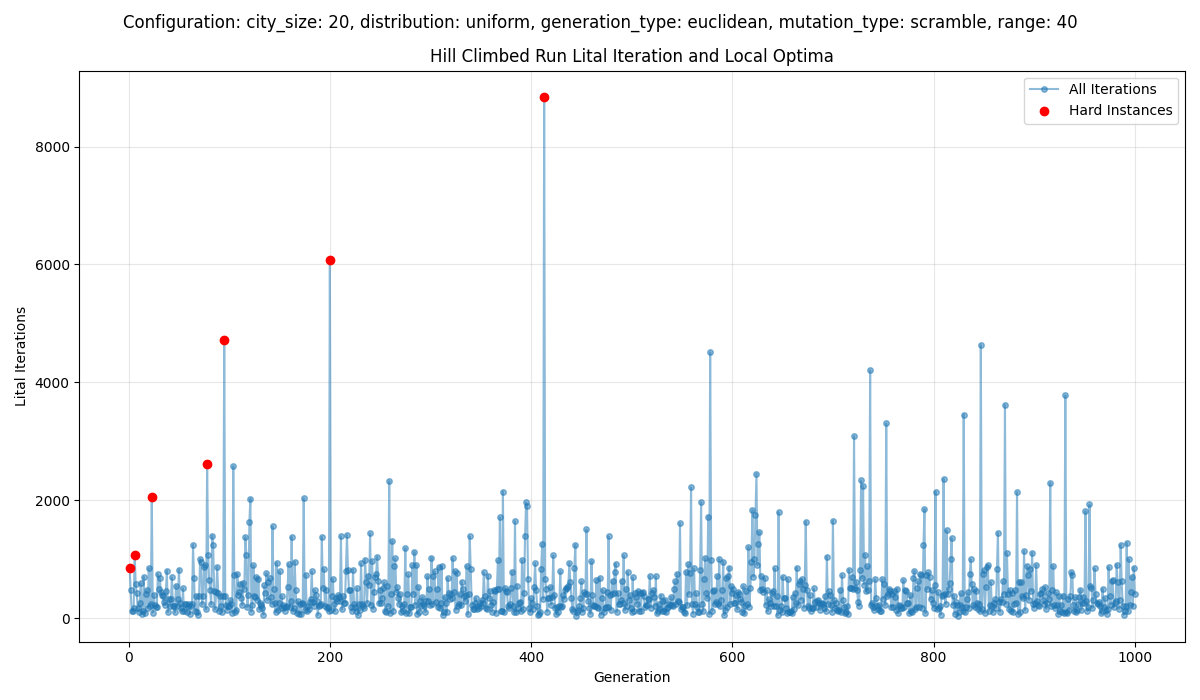 Configuration: city_size: 20, distribution: uniform, generation_type: euclidean, mutation_type: scramble, range: 40
Hill Climbed Run Lital Iteration and Local Optima
All Iterations
Hard Instances
Lital Iterations
8000
6000
4000
2000
0
0 200 400 600 800 1000
Generation